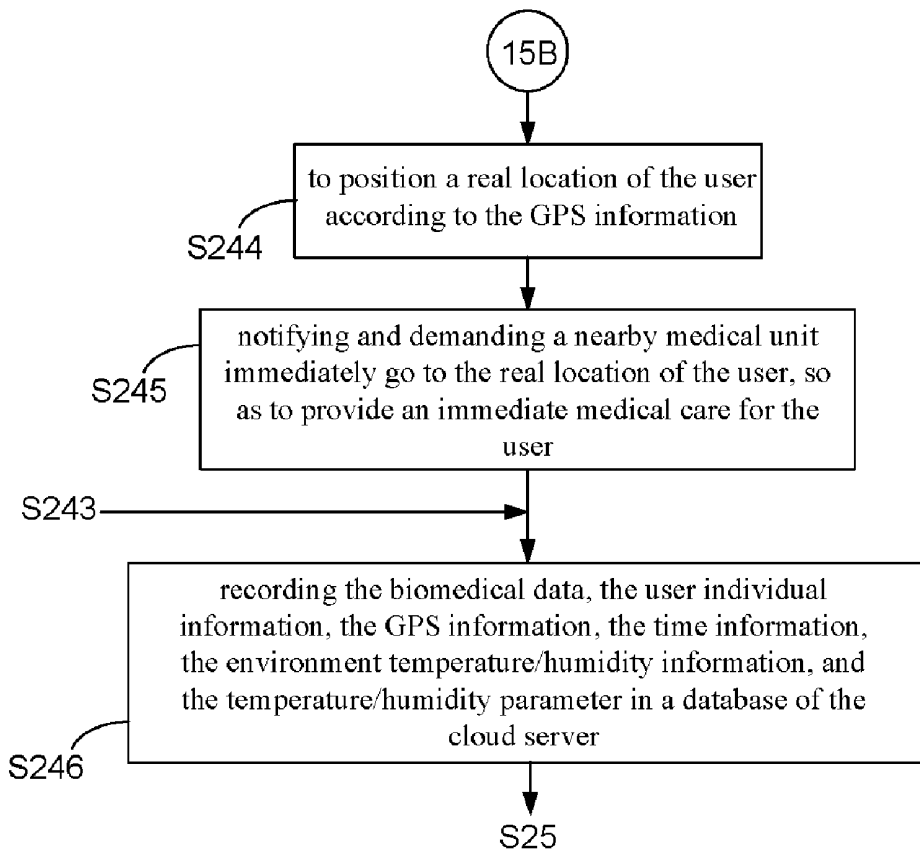 15B
to position a real location of the user
according to the GPS information
S244
notifying and demanding a nearby medical unit
immediately go to the real location of the user, so
as to provide an immediate medical care for the
user
S245
S243
recording the biomedical data, the user individual
information, the GPS information, the time information,
the environment temperature/humidity information, and
the temperature/humidity parameter in a database of the
cloud server
S246
S25